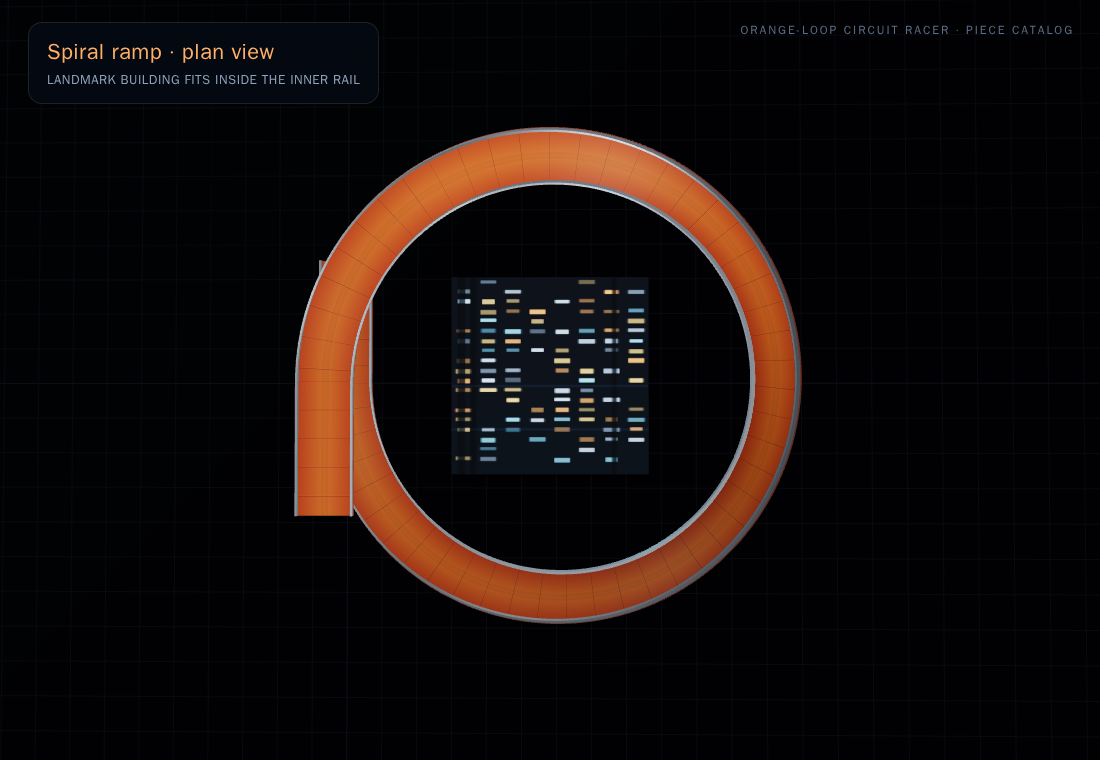 Spiral ramp · plan view
LANDMARK BUILDING FITS INSIDE THE INNER RAIL
ORANGE-LOOP CIRCUIT RACER · PIECE CATALOG